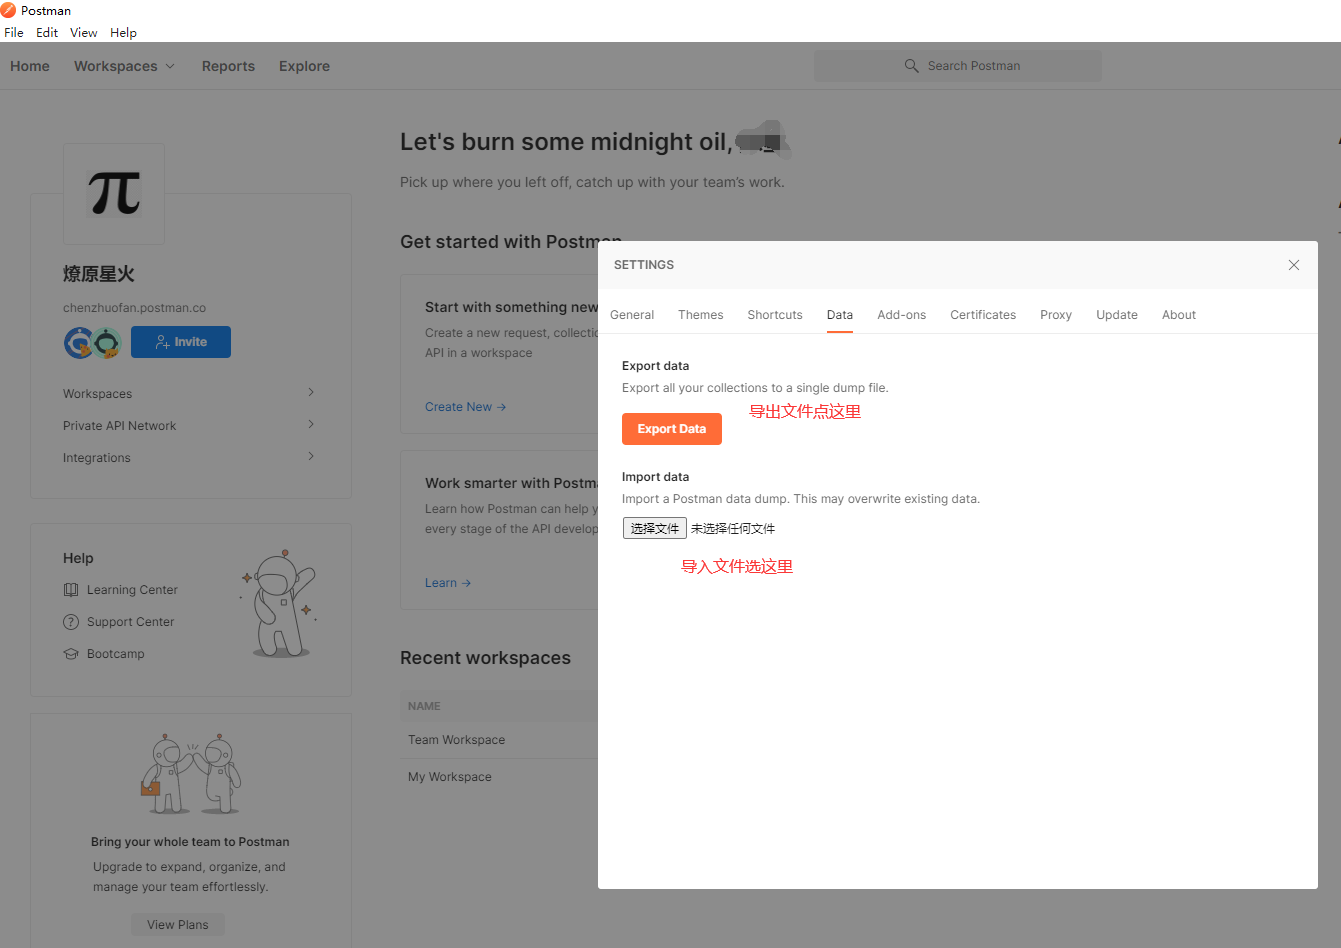 Postman
File Edit View Help
Home Workspaces Reports Explore Search Postman
Let's burn some midnight oil,
Pick up where you left off, catch up with your team's work.
π
燎原星火
chenzhuofan.postman.co
Invite
Workspaces
Private API Network
Integrations
Help
Learning Center
Support Center
Bootcamp
Bring your whole team to Postman
Upgrade to expand, organize, and
manage your team effortlessly.
View Plans
Get started with Postman
Start with something new
Create a new request, collectio
API in a workspace
Create New →
Work smarter with Postma
Learn how Postman can help y
every stage of the API develop
Learn →
Recent workspaces
NAME
Team Workspace
My Workspace
SETTINGS
General Themes Shortcuts Data Add-ons Certificates Proxy Update About
Export data
Export all your collections to a single dump file.
导出文件点这里
Export Data
Import data
Import a Postman data dump. This may overwrite existing data.
选择文件 未选择任何文件
导入文件选这里